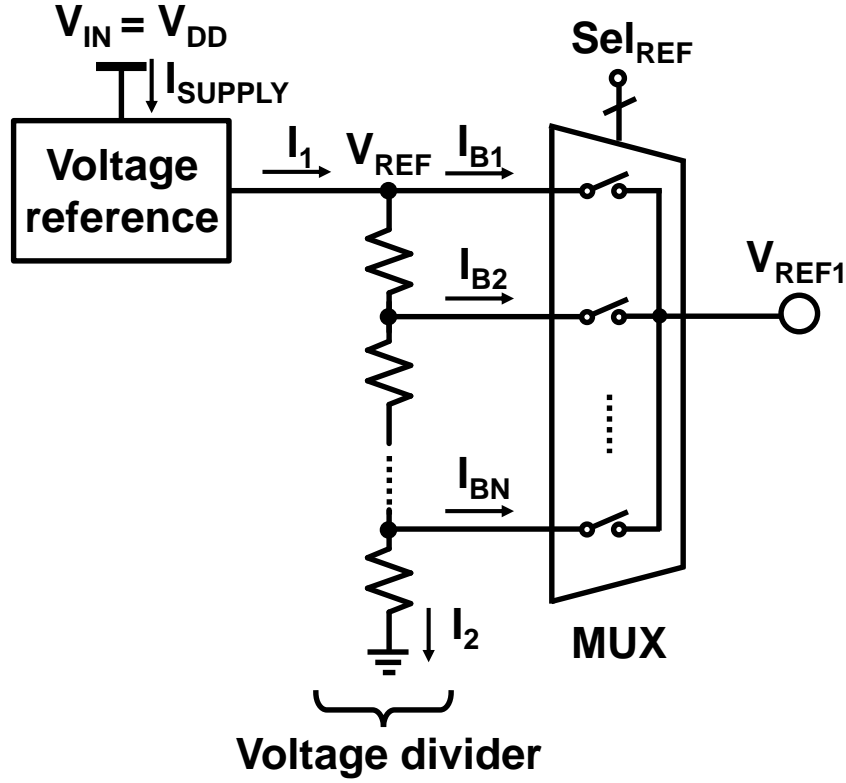 V_IN = V_DD
I_SUPPLY
Sel_REF
Voltage
reference
I_1
V_REF
I_B1
I_B2
V_REF1
I_BN
I_2
MUX
Voltage divider